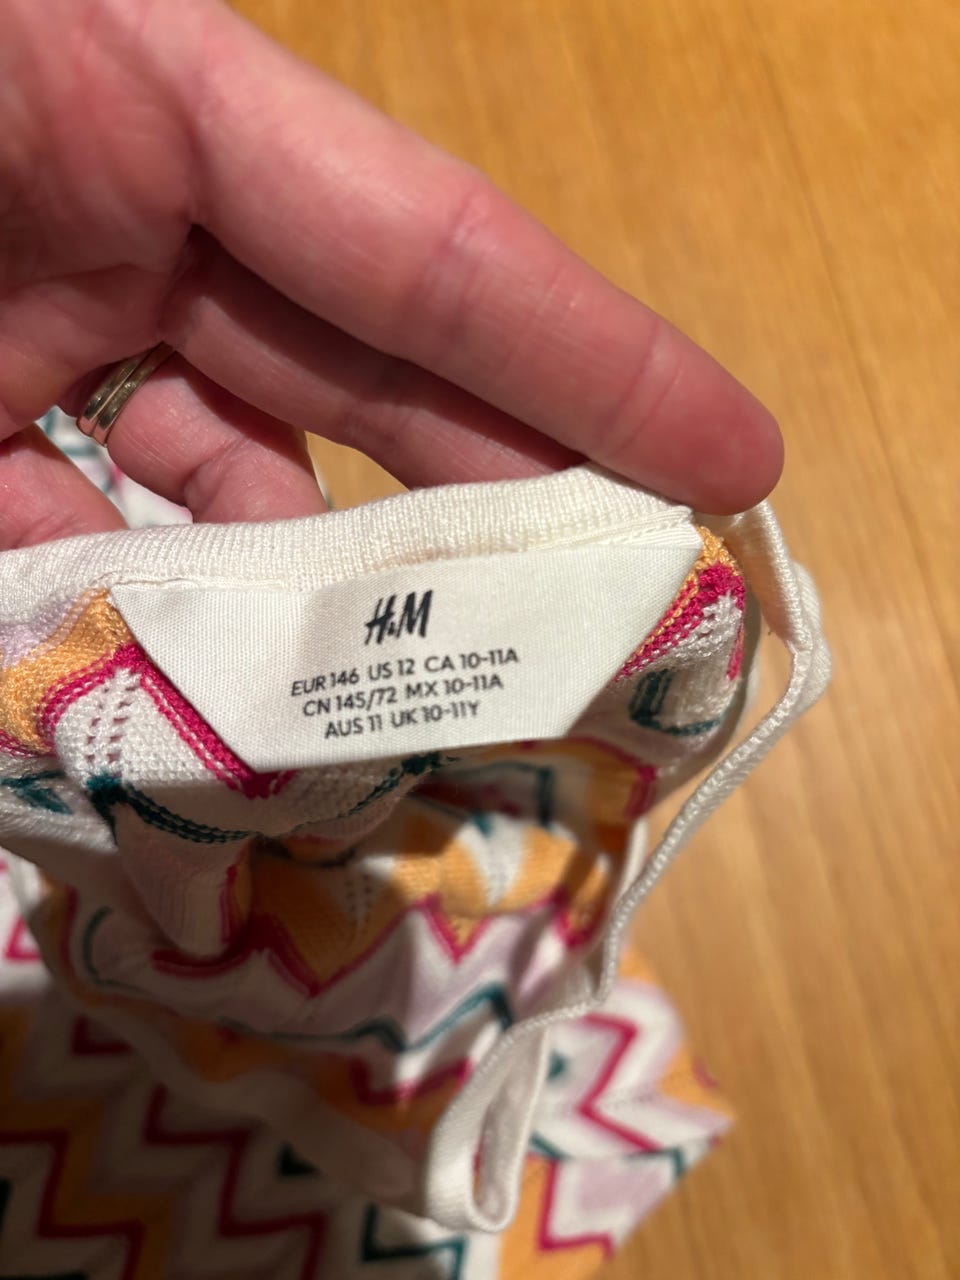 H&M
EUR 146 US 12 CA 10-11A
CN 145/72 MX 10-11A
AUS 11 UK 10-11Y